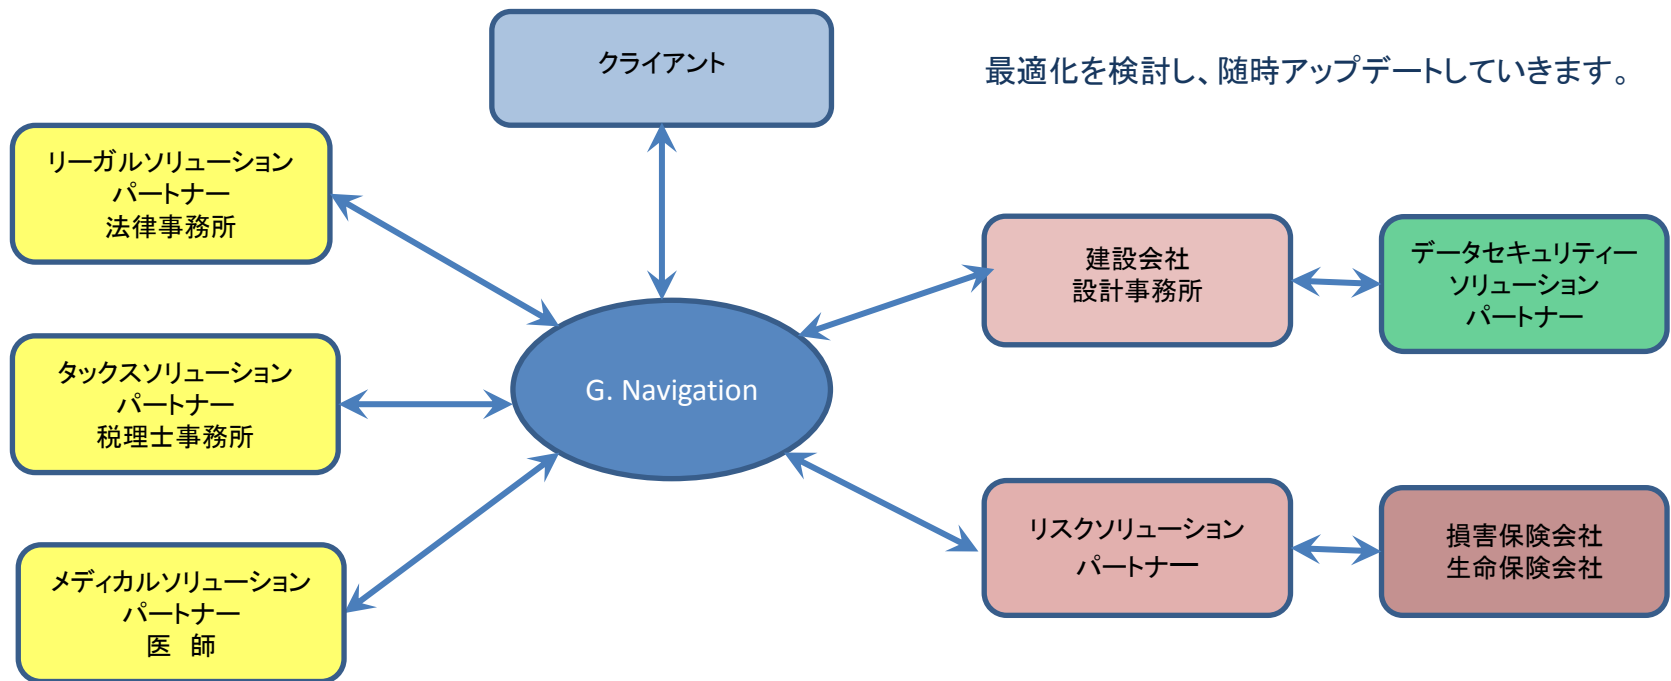 クライアント
最適化を検討し、随時アップデートしていきます。
リーガルソリューション
パートナー
法律事務所
建設会社
設計事務所
データセキュリティー
ソリューション
パートナー
タックスソリューション
パートナー
税理士事務所
G. Navigation
リスクソリューション
パートナー
損害保険会社
生命保険会社
メディカルソリューション
パートナー
医　師